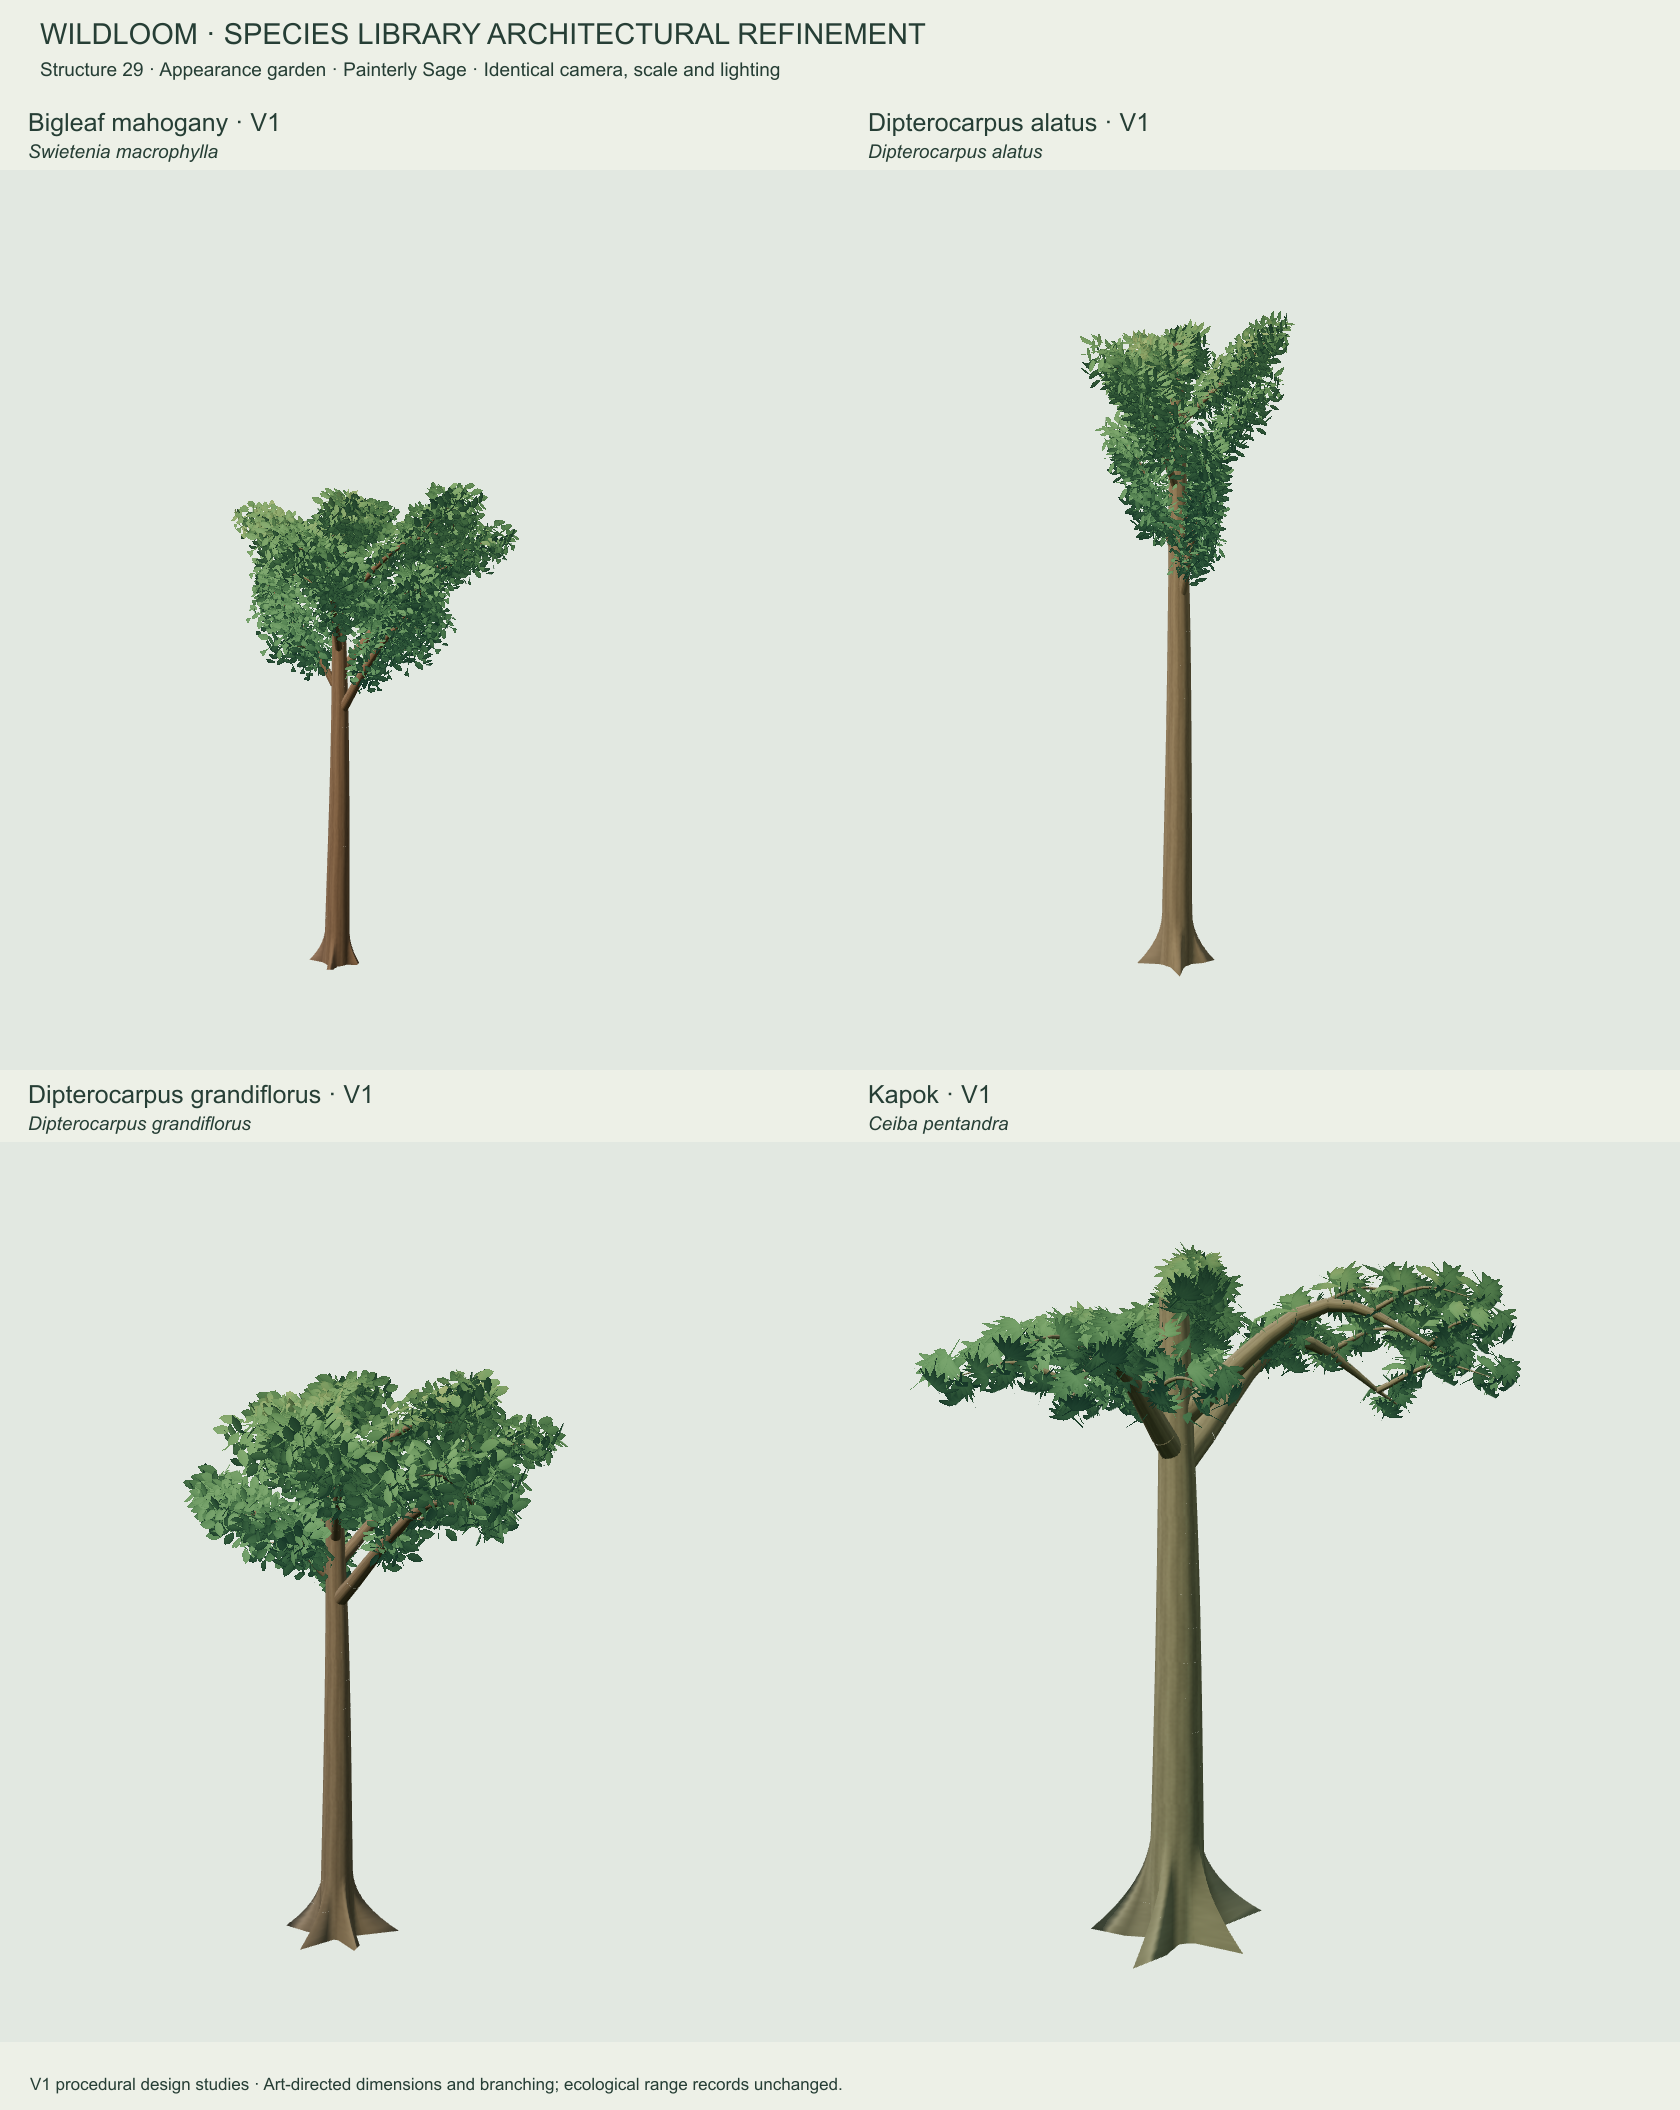 WILDLOOM · SPECIES LIBRARY ARCHITECTURAL REFINEMENT
Structure 29 · Appearance garden · Painterly Sage · Identical camera, scale and lighting
Bigleaf mahogany · V1
Swietenia macrophylla
Dipterocarpus alatus · V1
Dipterocarpus alatus
Dipterocarpus grandiflorus · V1
Dipterocarpus grandiflorus
Kapok · V1
Ceiba pentandra
V1 procedural design studies · Art-directed dimensions and branching; ecological range records unchanged.